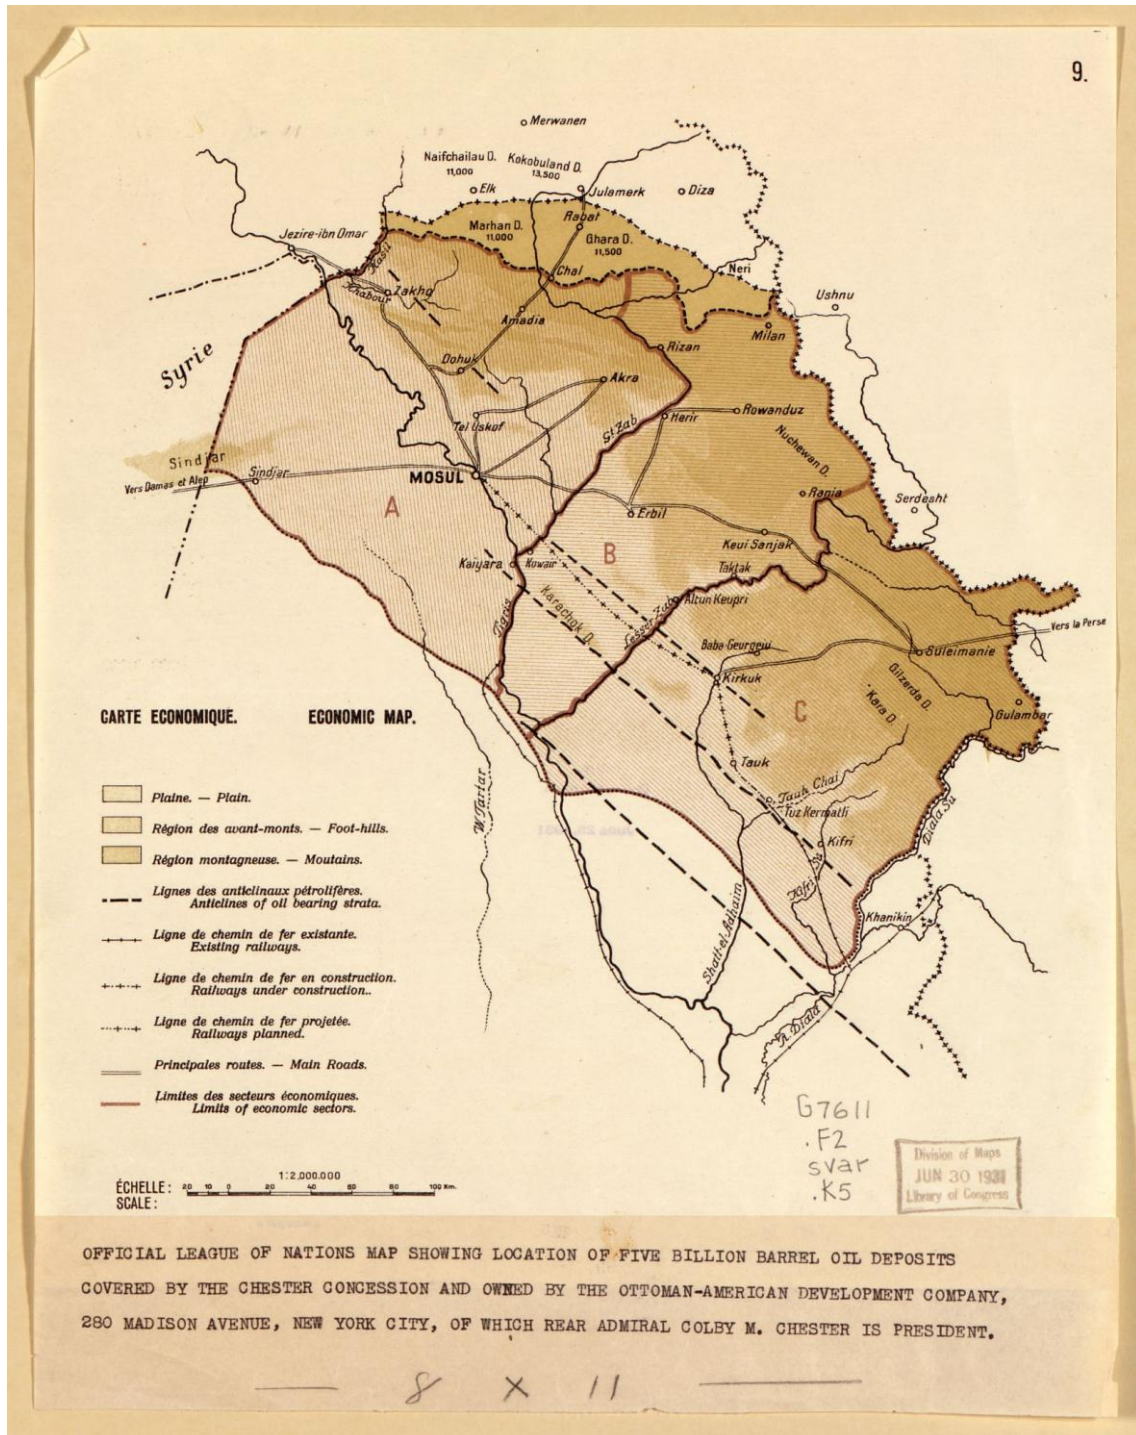 9.
Merwanen
Naifchailau D.
11,000
Kokobuland D.
13,500
Elk
Julamerk
Diza
Marhan D.
11,000
Rabat
Ghara D.
11,500
Jezire-ibn Omar
Hasil
Chal
Neri
Khabour
Zakho
Ushnu
Amadia
Milan
Syrie
Rizan
Dohuk
Akra
Tel Uskof
Gt Zab
Herir
Rowanduz
Nuchewan D.
Sindjar
Vers Damas et Alep
Sindjar
MOSUL
A
Rania
Serdesht
Erbil
Keui Sanjak
B
Kaiyara
Kuwair
Taktak
Karachok D.
Lesser Zab
Altun Keupri
Tigris
Vers la Perse
Baba Geurgeui
Suleimanie
Kirkuk
Gilzerda D.
Kara D.
C
Gulambar
CARTE ECONOMIQUE. ECONOMIC MAP.
Tauk
W. Tartar
Tauk Chai
Tuz Kermatli
Kifri
Diala Su
Kifri Su
Khanikin
Shatt-el-Adhaim
R. Diala
Plaine. — Plain.
Région des avant-monts. — Foot-hills.
Région montagneuse. — Moutains.
Lignes des anticlinaux pétrolifères.
Anticlines of oil bearing strata.
Ligne de chemin de fer existante.
Existing railways.
Ligne de chemin de fer en construction.
Railways under construction..
Ligne de chemin de fer projetée.
Railways planned.
Principales routes. — Main Roads.
Limites des secteurs économiques.
Limits of economic sectors.
G7611
.F2
svar
.K5
Division of Maps
JUN 30 1931
Library of Congress
1:2,000.000
ÉCHELLE:
SCALE:
20 10 0 20 40 60 80 100 Km.
OFFICIAL LEAGUE OF NATIONS MAP SHOWING LOCATION OF FIVE BILLION BARREL OIL DEPOSITS
COVERED BY THE CHESTER CONCESSION AND OWNED BY THE OTTOMAN-AMERICAN DEVELOPMENT COMPANY,
280 MADISON AVENUE, NEW YORK CITY, OF WHICH REAR ADMIRAL COLBY M. CHESTER IS PRESIDENT.
8 X 11